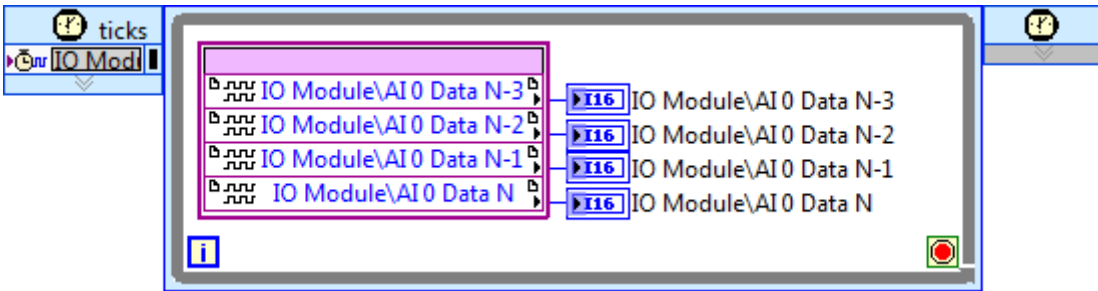 ticks
IO Modu
IO Module\AI 0 Data N-3
I16 IO Module\AI 0 Data N-3
IO Module\AI 0 Data N-2
I16 IO Module\AI 0 Data N-2
IO Module\AI 0 Data N-1
I16 IO Module\AI 0 Data N-1
IO Module\AI 0 Data N
I16 IO Module\AI 0 Data N
i